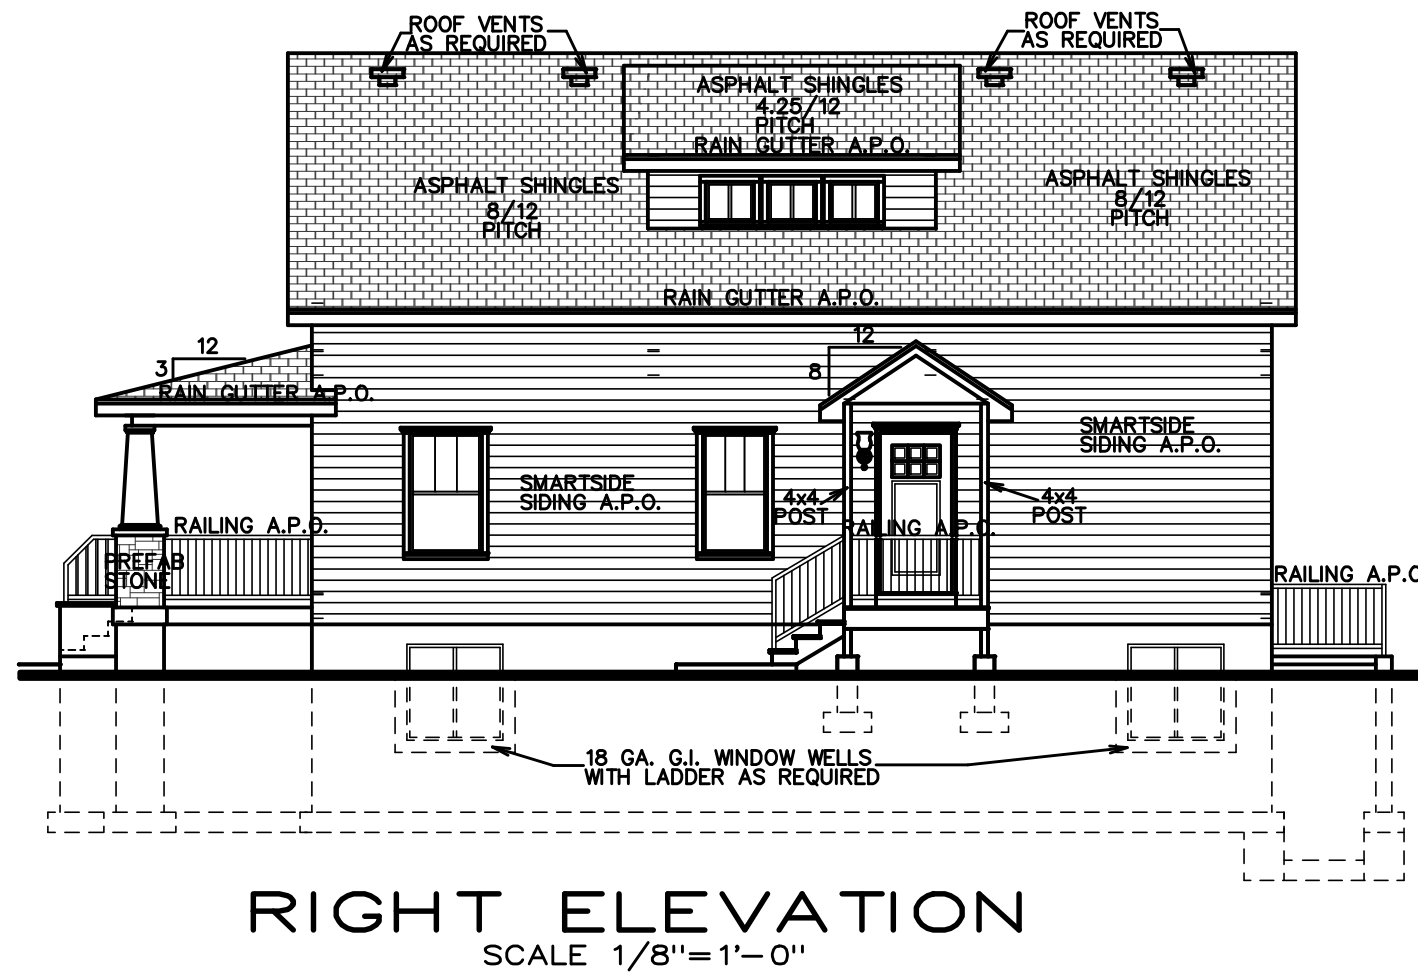 ROOF VENTS
AS REQUIRED
ROOF VENTS
AS REQUIRED
ASPHALT SHINGLES
4.25/12
PITCH
RAIN GUTTER A.P.O.
ASPHALT SHINGLES
8/12
PITCH
ASPHALT SHINGLES
8/12
PITCH
RAIN GUTTER A.P.O.
12
3
RAIN GUTTER A.P.O.
12
8
SMARTSIDE
SIDING A.P.O.
SMARTSIDE
SIDING A.P.O.
4x4
POST
4x4
POST
RAILING A.P.O.
RAILING A.P.O.
PREFAB
STONE
RAILING A.P.O
18 GA. G.I. WINDOW WELLS
WITH LADDER AS REQUIRED
RIGHT ELEVATION
SCALE 1/8"=1'-0"